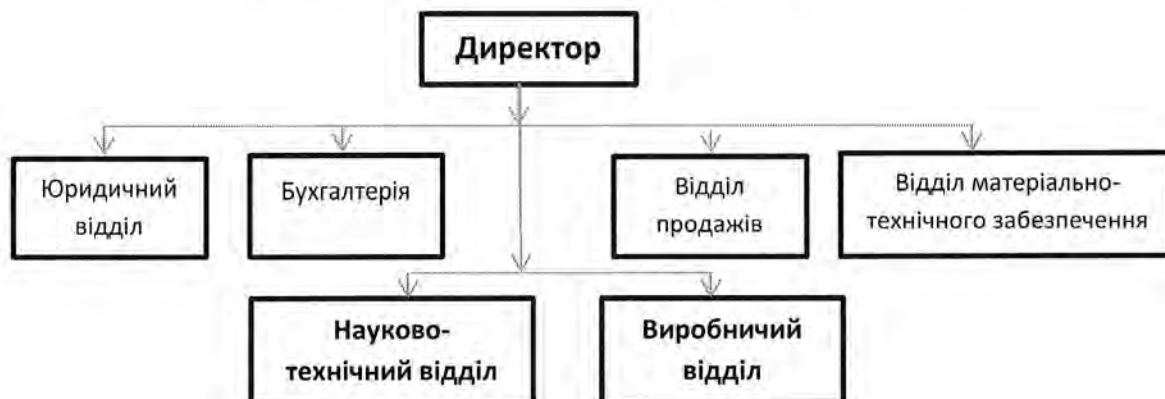 Директор
Юридичний
відділ
Бухгалтерія
Відділ
продажів
Відділ матеріально-
технічного забезпечення
Науково-
технічний відділ
Виробничий
відділ